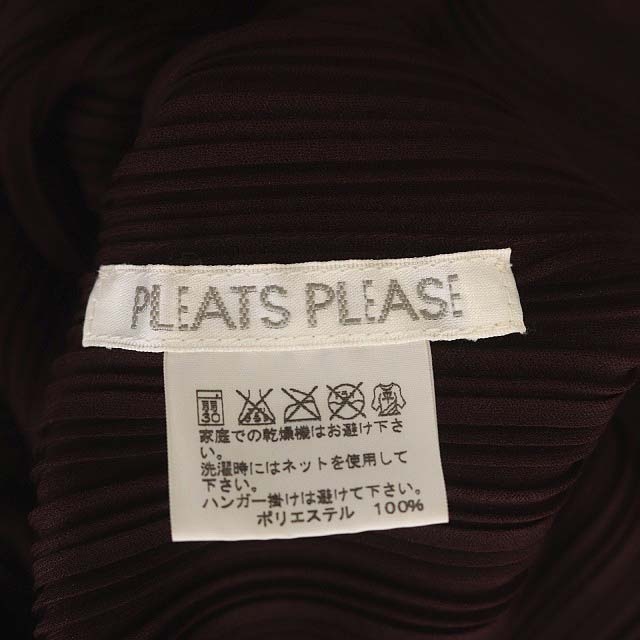 PLEATS PLEASE
30
平
家庭での乾燥機はお避け下さ
い。
洗濯時にはネットを使用して
下さい。
ハンガー掛けは避けて下さい。
ポリエステル 100%